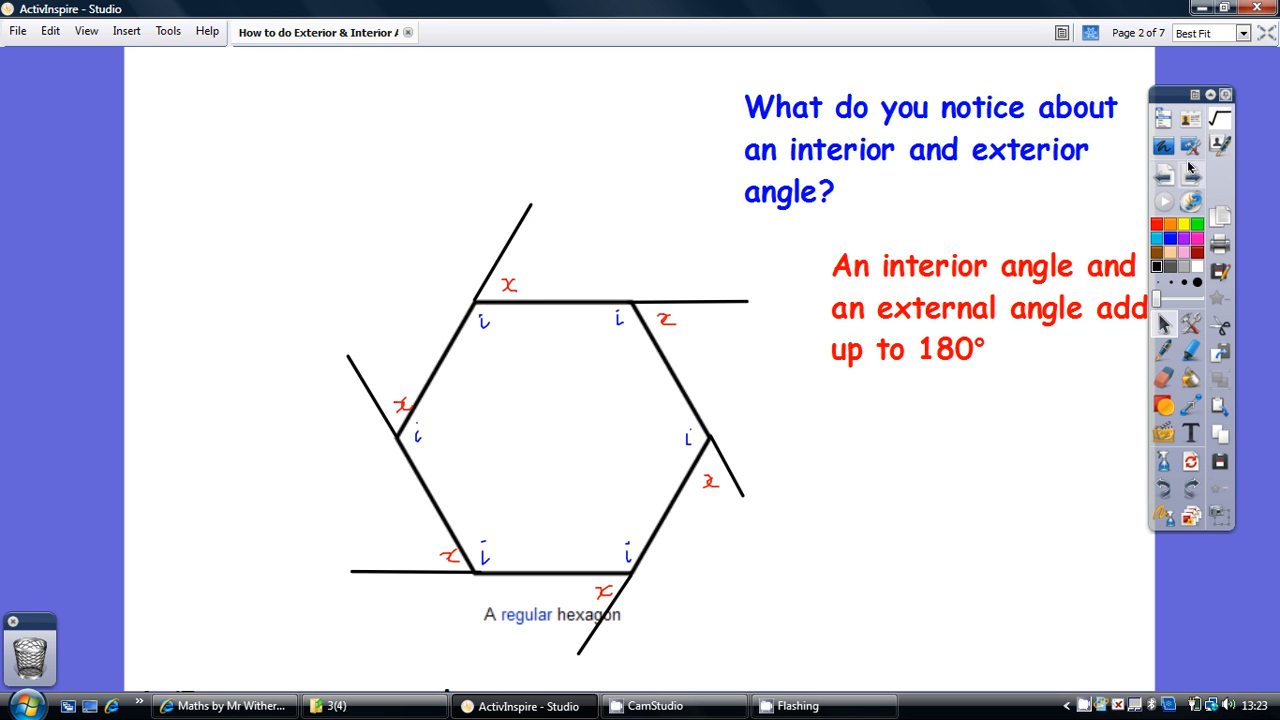 ActivInspire - Studio
File Edit View Insert Tools Help
How to do Exterior & Interior A
Page 2 of 7
Best Fit
What do you notice about
an interior and exterior
angle?
An interior angle and
an external angle add
up to 180°
x
i
i
x
x
i
i
x
x
i
i
x
A regular hexagon
Maths by Mr Wither...
3(4)
ActivInspire - Studio
CamStudio
Flashing
13:23